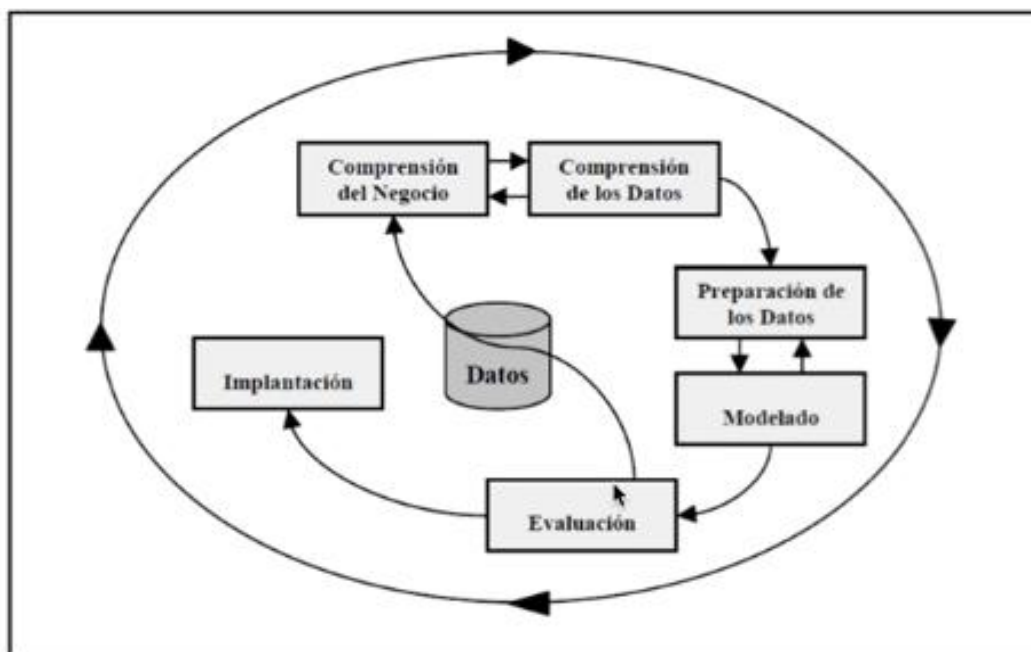 Comprensión
del Negocio
Comprensión
de los Datos
Preparación de
los Datos
Datos
Implantación
Modelado
Evaluación